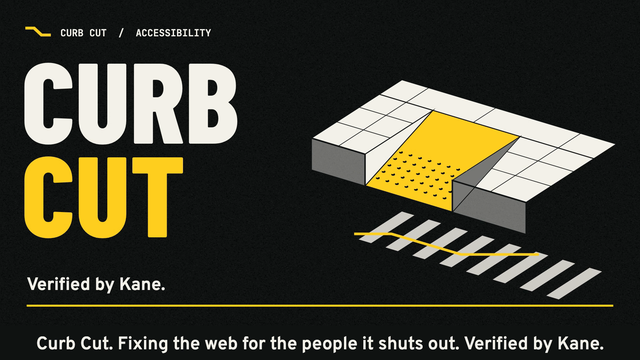 CURB CUT / ACCESSIBILITY
CURB
CUT
Verified by Kane.
Curb Cut. Fixing the web for the people it shuts out. Verified by Kane.